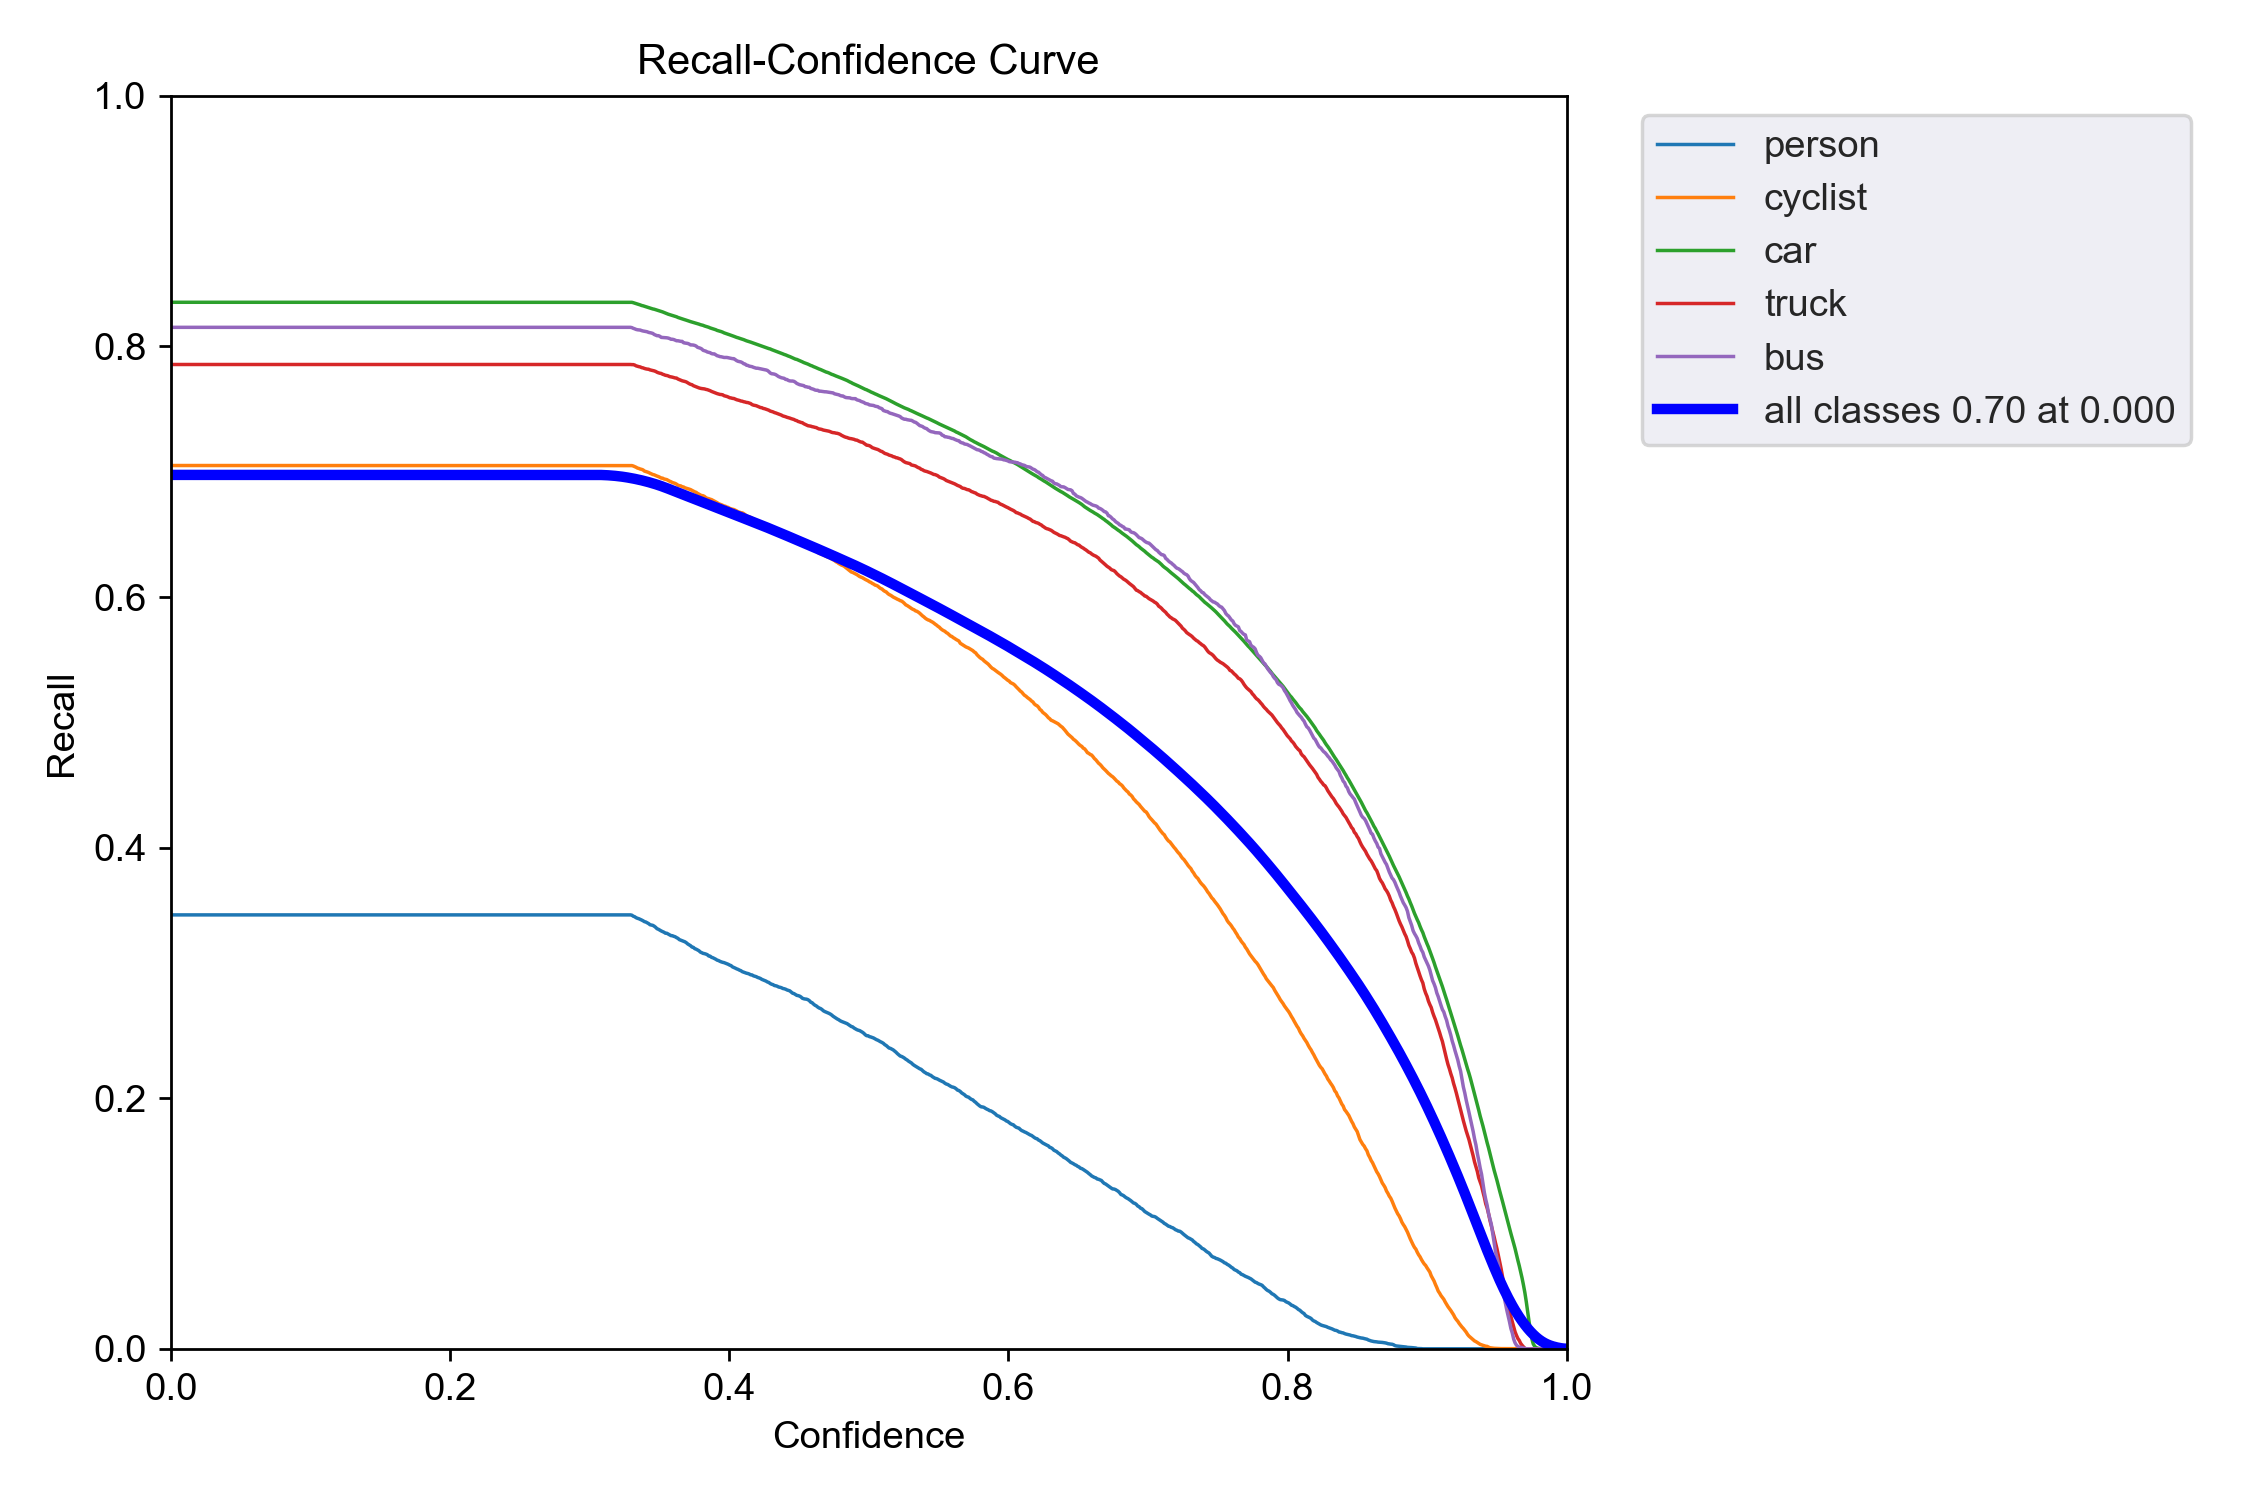 Recall-Confidence Curve
1.0
0.8
0.6
0.4
0.2
0.0
Recall
0.0 0.2 0.4 0.6 0.8 1.0
Confidence
person
cyclist
car
truck
bus
all classes 0.70 at 0.000